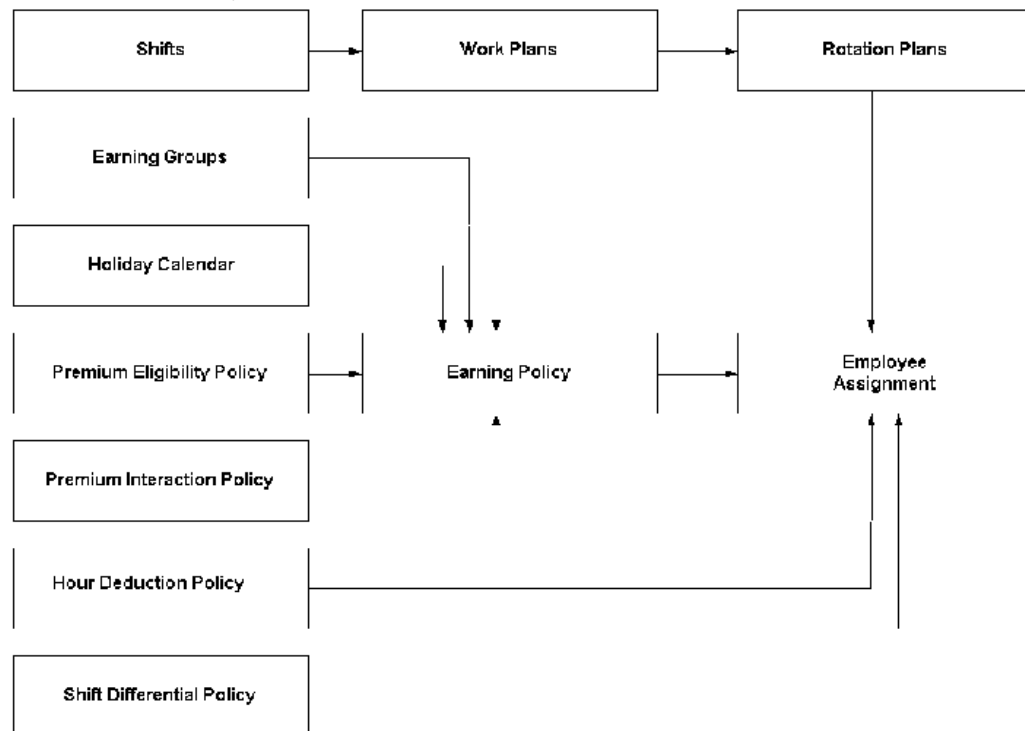 Shifts
Work Plans
Rotation Plans
Earning Groups
Holiday Calendar
Premium Eligibility Policy
Earning Policy
Employee
Assignment
Premium Interaction Policy
Hour Deduction Policy
Shift Differential Policy